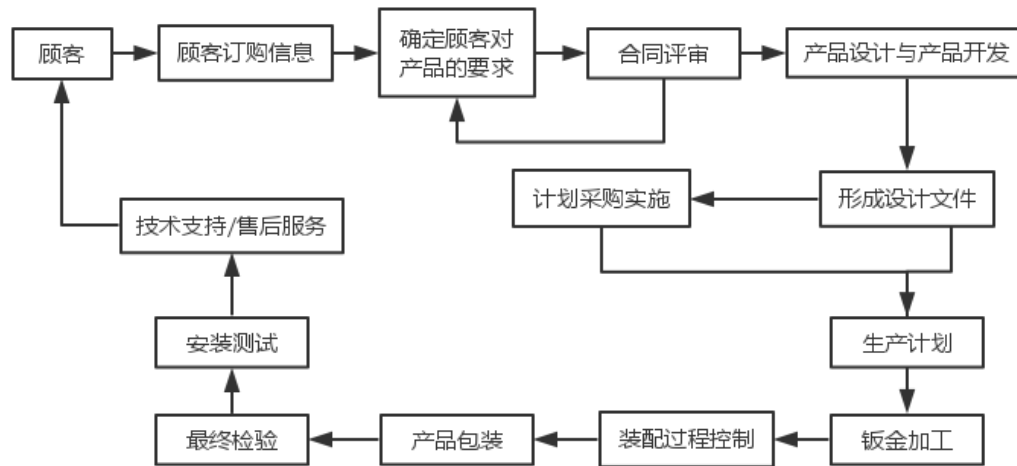 顾客
顾客订购信息
确定顾客对
产品的要求
合同评审
产品设计与产品开发
计划采购实施
形成设计文件
技术支持/售后服务
安装测试
生产计划
最终检验
产品包装
装配过程控制
钣金加工